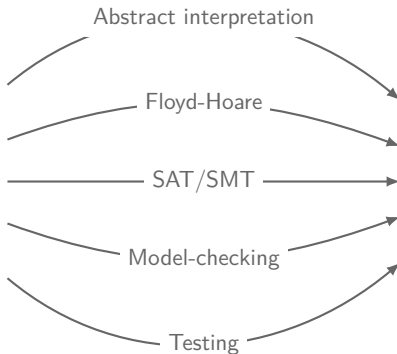 Abstract interpretation
Floyd-Hoare
SAT/SMT
Model-checking
Testing